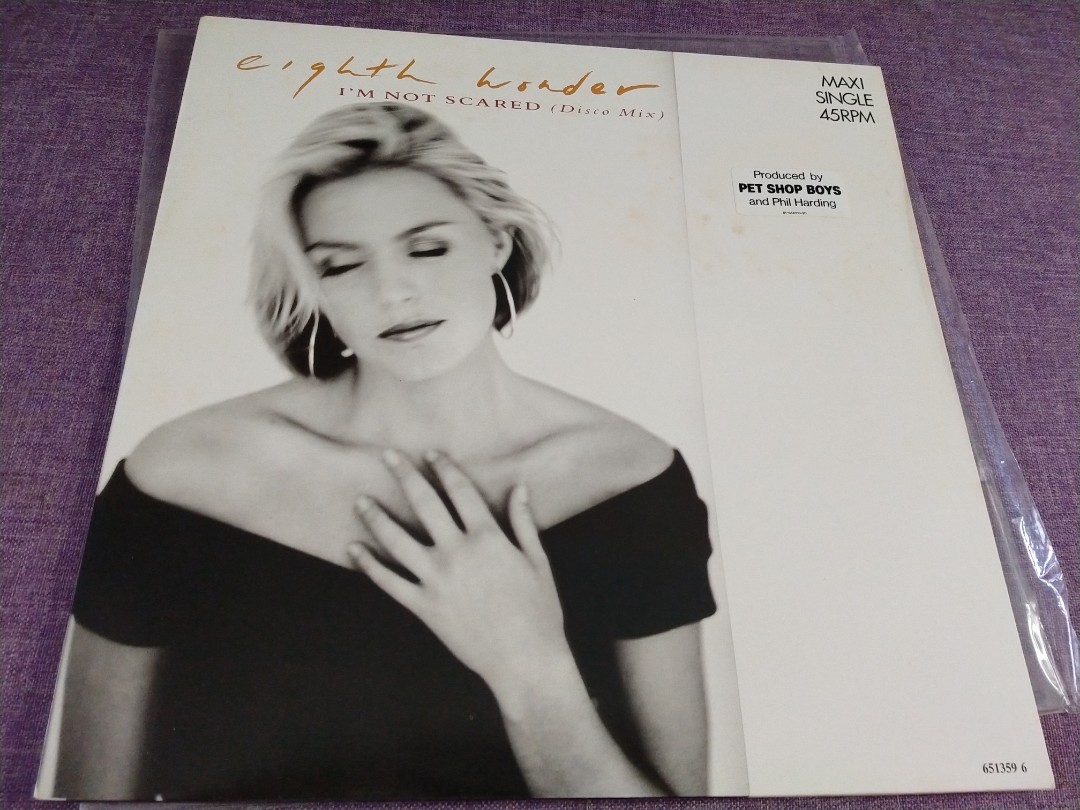 eighth wonder
I'M NOT SCARED (Disco Mix)
MAXI
SINGLE
45RPM
Produced by
PET SHOP BOYS
and Phil Harding
651359 6